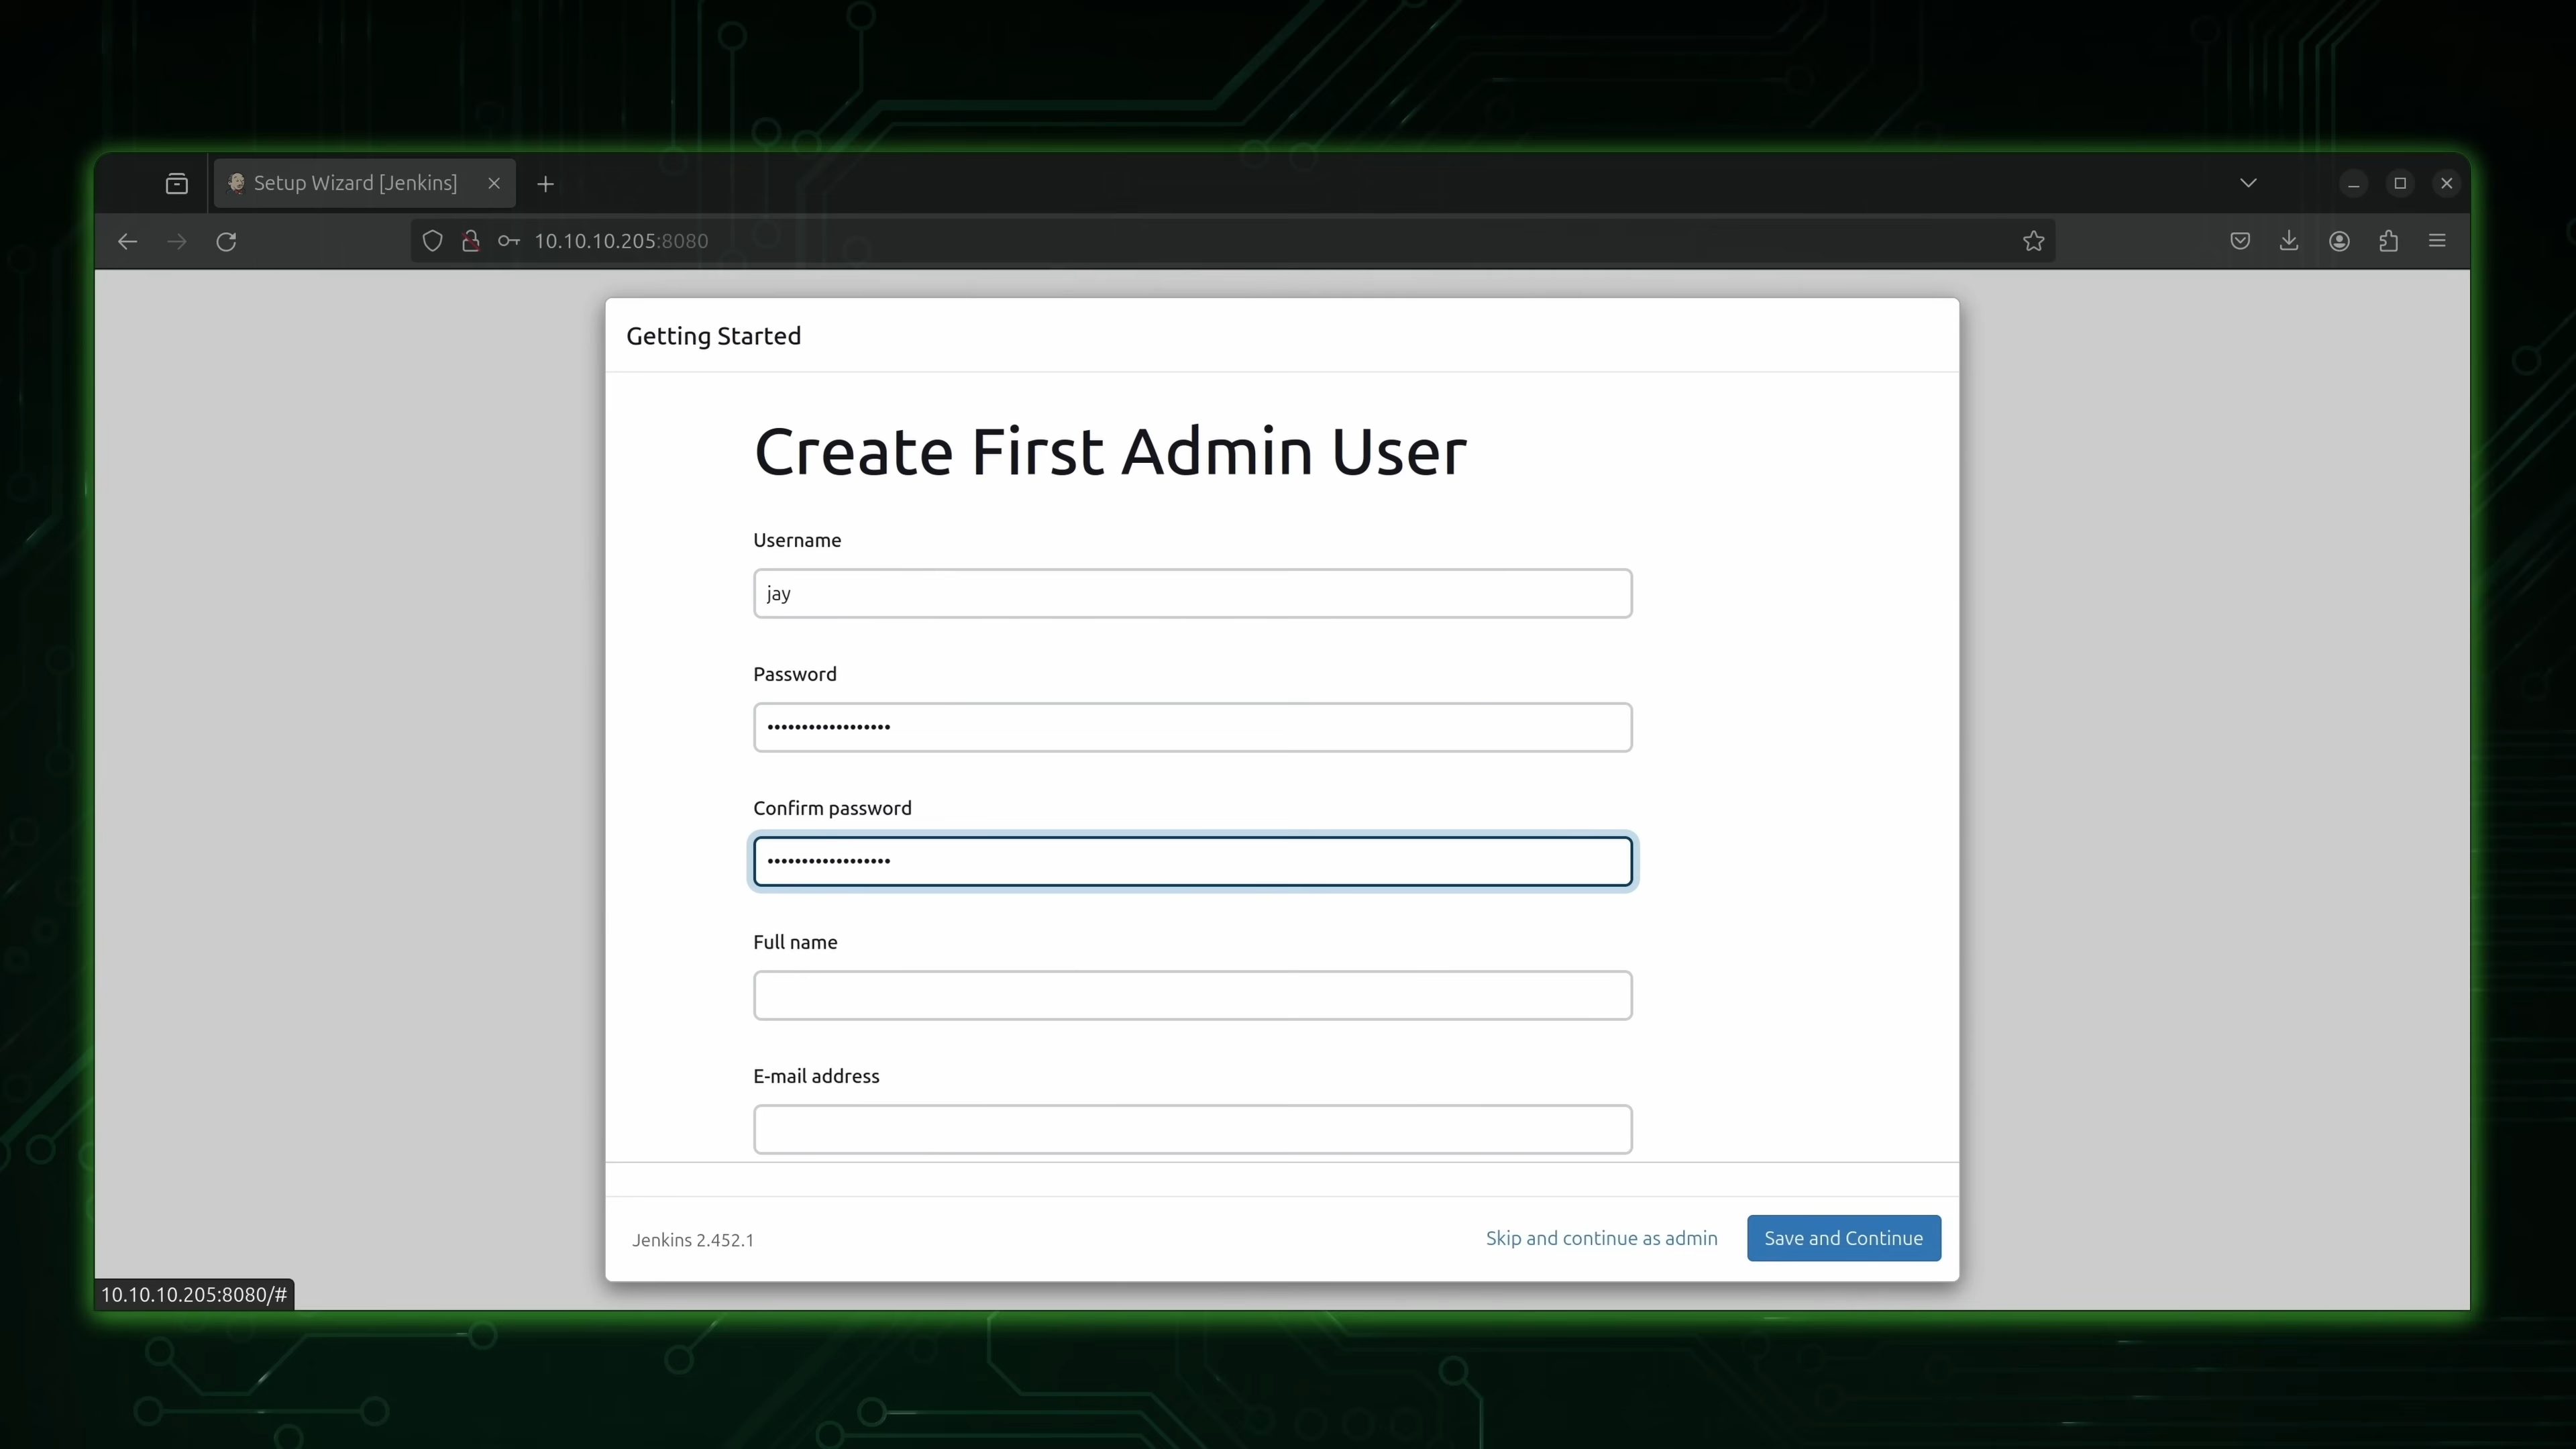 Setup Wizard [Jenkins]
10.10.10.205:8080
Getting Started
Create First Admin User
Username
jay
Password
••••••••••••••••••
Confirm password
••••••••••••••••••
Full name
E-mail address
Jenkins 2.452.1
Skip and continue as admin
Save and Continue
10.10.10.205:8080/#